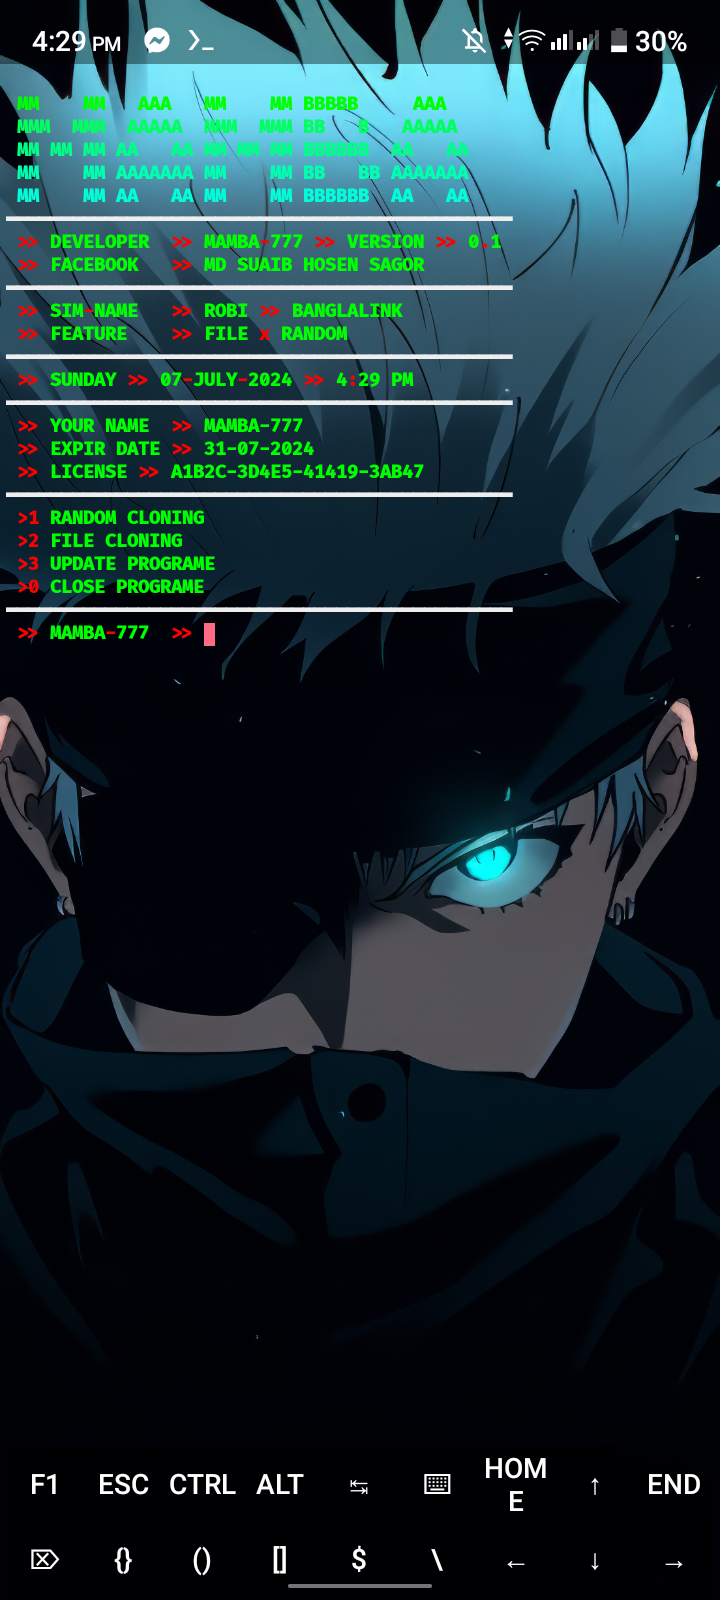 4:29 PM 30%
MM    MM   AAA   MM    MM BBBBB     AAA
MMM  MMM  AAAAA  MMM  MMM BB   B   AAAAA
MM MM MM AA   AA MM MM MM BBBBBB  AA   AA
MM    MM AAAAAAA MM    MM BB   BB AAAAAAA
MM    MM AA   AA MM    MM BBBBBB  AA   AA
>> DEVELOPER >> MAMBA-777 >> VERSION >> 0.1
>> FACEBOOK >> MD SUAIB HOSEN SAGOR
>> SIM-NAME >> ROBI >> BANGLALINK
>> FEATURE >> FILE x RANDOM
>> SUNDAY >> 07-JULY-2024 >> 4:29 PM
>> YOUR NAME >> MAMBA-777
>> EXPIR DATE >> 31-07-2024
>> LICENSE >> A1B2C-3D4E5-41419-3AB47
>1 RANDOM CLONING
>2 FILE CLONING
>3 UPDATE PROGRAME
>0 CLOSE PROGRAME
>> MAMBA-777 >>
F1 ESC CTRL ALT ↹ HOME ↑ END
⌦ {} () [] $ \ ← ↓ →